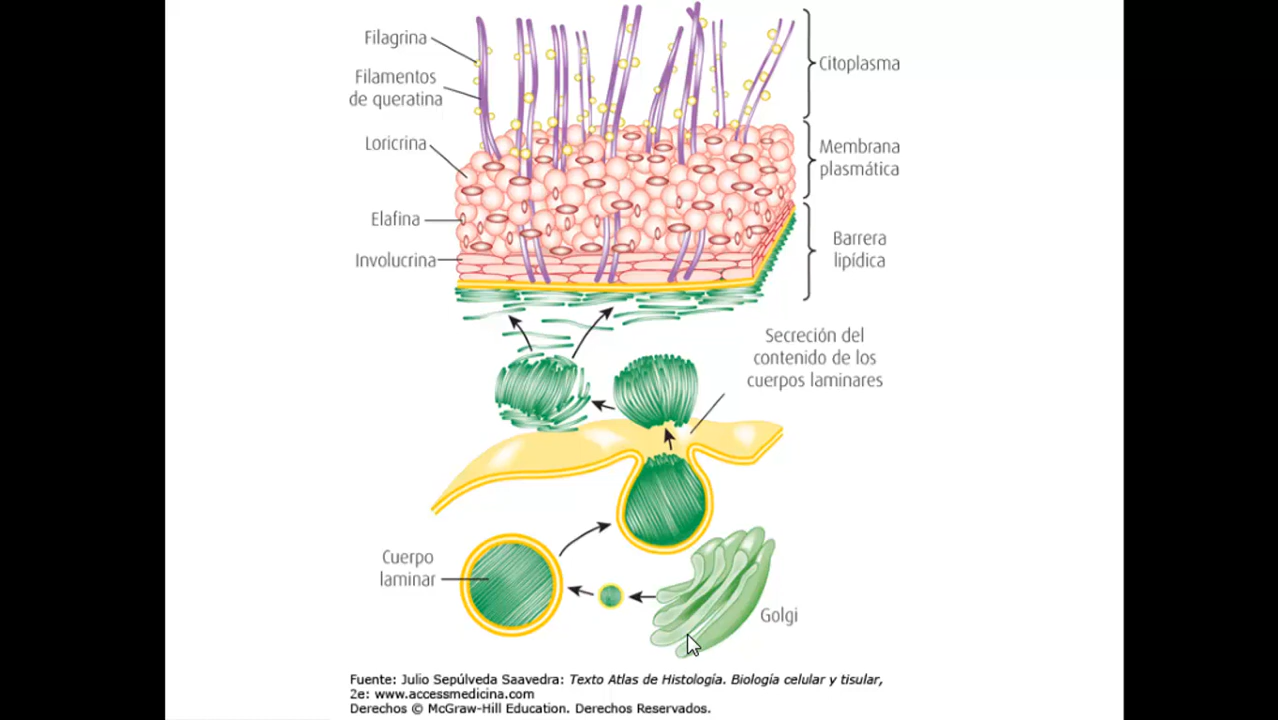 Filagrina
Filamentos
de queratina
Loricrina
Elafina
Involucrina
Citoplasma
Membrana
plasmática
Barrera
lipídica
Secreción del
contenido de los
cuerpos laminares
Cuerpo
laminar
Golgi
Fuente: Julio Sepúlveda Saavedra: Texto Atlas de Histología. Biología celular y tisular,
2e: www.accessmedicina.com
Derechos © McGraw-Hill Education. Derechos Reservados.